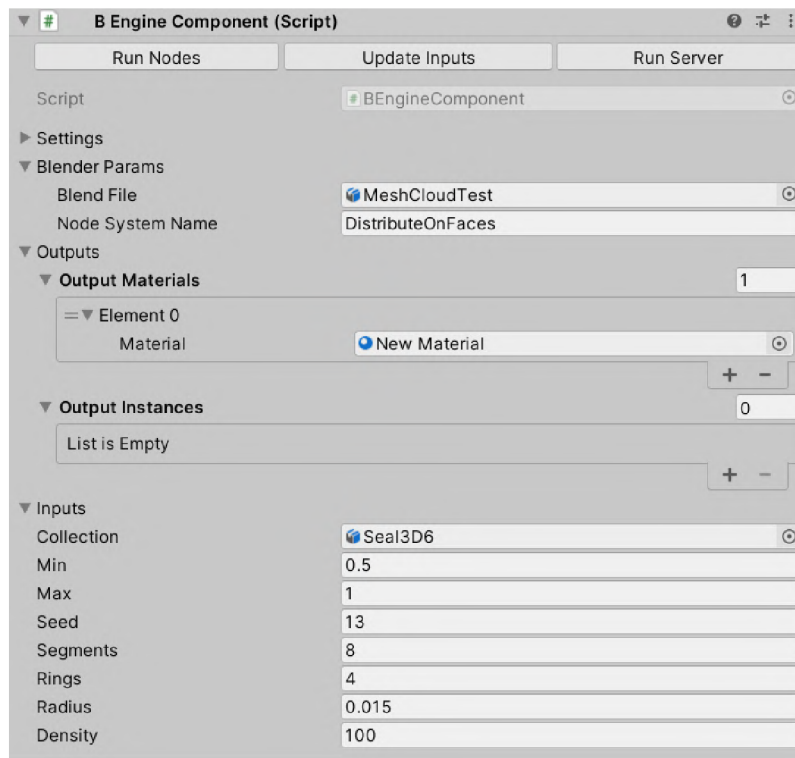 B Engine Component (Script)
Run Nodes Update Inputs Run Server
Script BEngineComponent
Settings
Blender Params
Blend File MeshCloudTest
Node System Name DistributeOnFaces
Outputs
Output Materials 1
Element 0
Material New Material
+ −
Output Instances 0
List is Empty
+ −
Inputs
Collection Seal3D6
Min 0.5
Max 1
Seed 13
Segments 8
Rings 4
Radius 0.015
Density 100